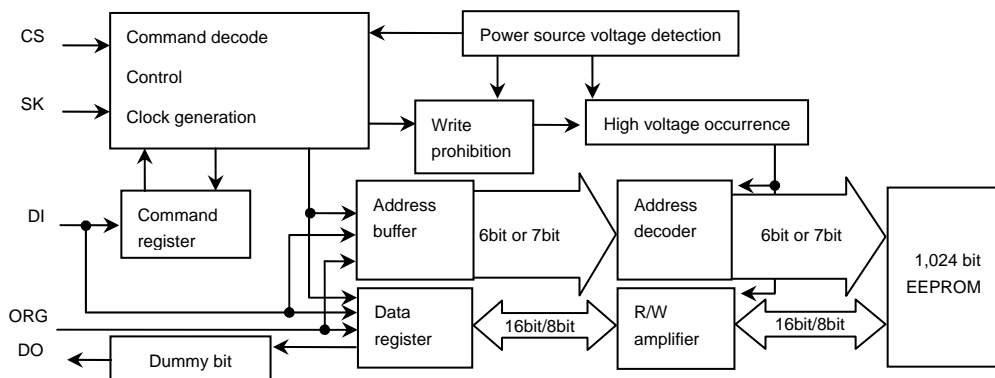 CS
Command decode
Control
Clock generation
Power source voltage detection
SK
Write
prohibition
High voltage occurrence
DI
Command
register
Address
buffer
6bit or 7bit
Address
decoder
6bit or 7bit
1,024 bit
EEPROM
ORG
Data
register
16bit/8bit
R/W
amplifier
16bit/8bit
DO
Dummy bit